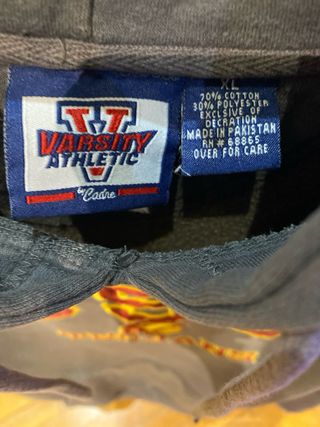 V
VARSITY
ATHLETIC
by Cadre
XL
70% COTTON
30% POLYESTER
EXCLUSIVE OF
DECRATION
MADE IN PAKISTAN
RN # 68865
OVER FOR CARE